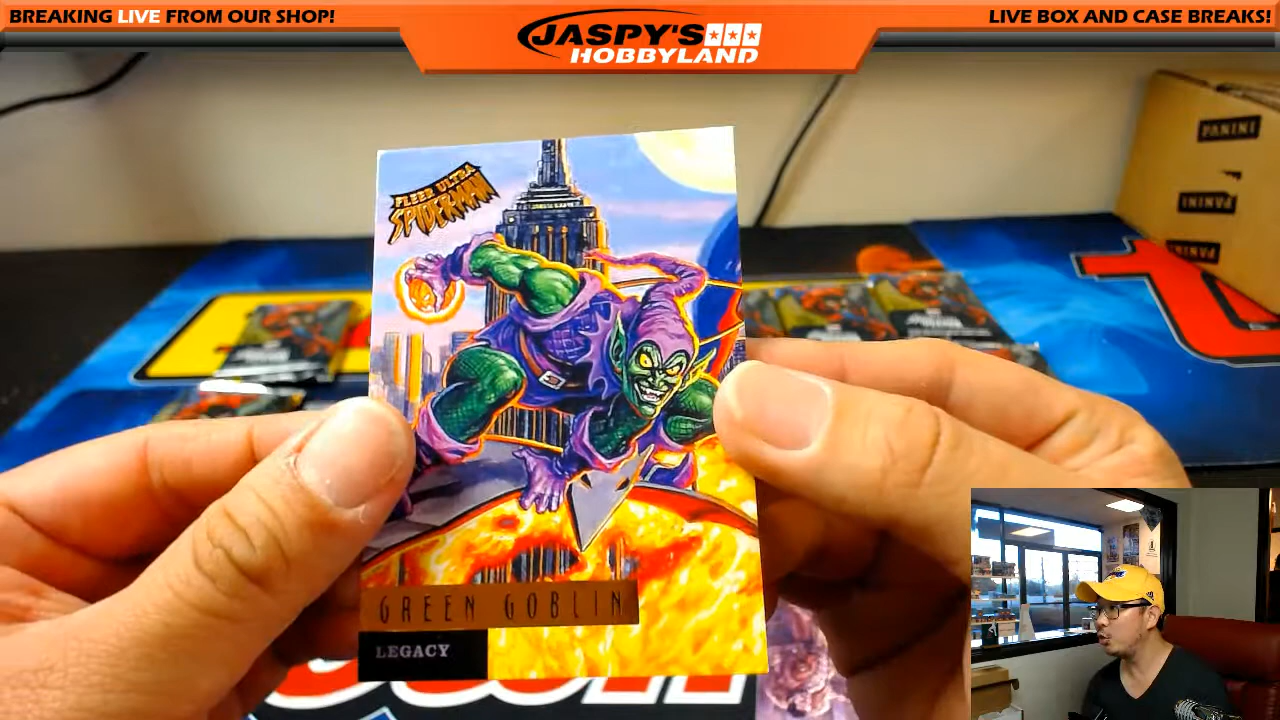 BREAKING LIVE FROM OUR SHOP!
JASPY'S
HOBBYLAND
LIVE BOX AND CASE BREAKS!
PANINI
PANINI
PANINI
FLEER ULTRA
SPIDER-MAN
GREEN GOBLIN
LEGACY